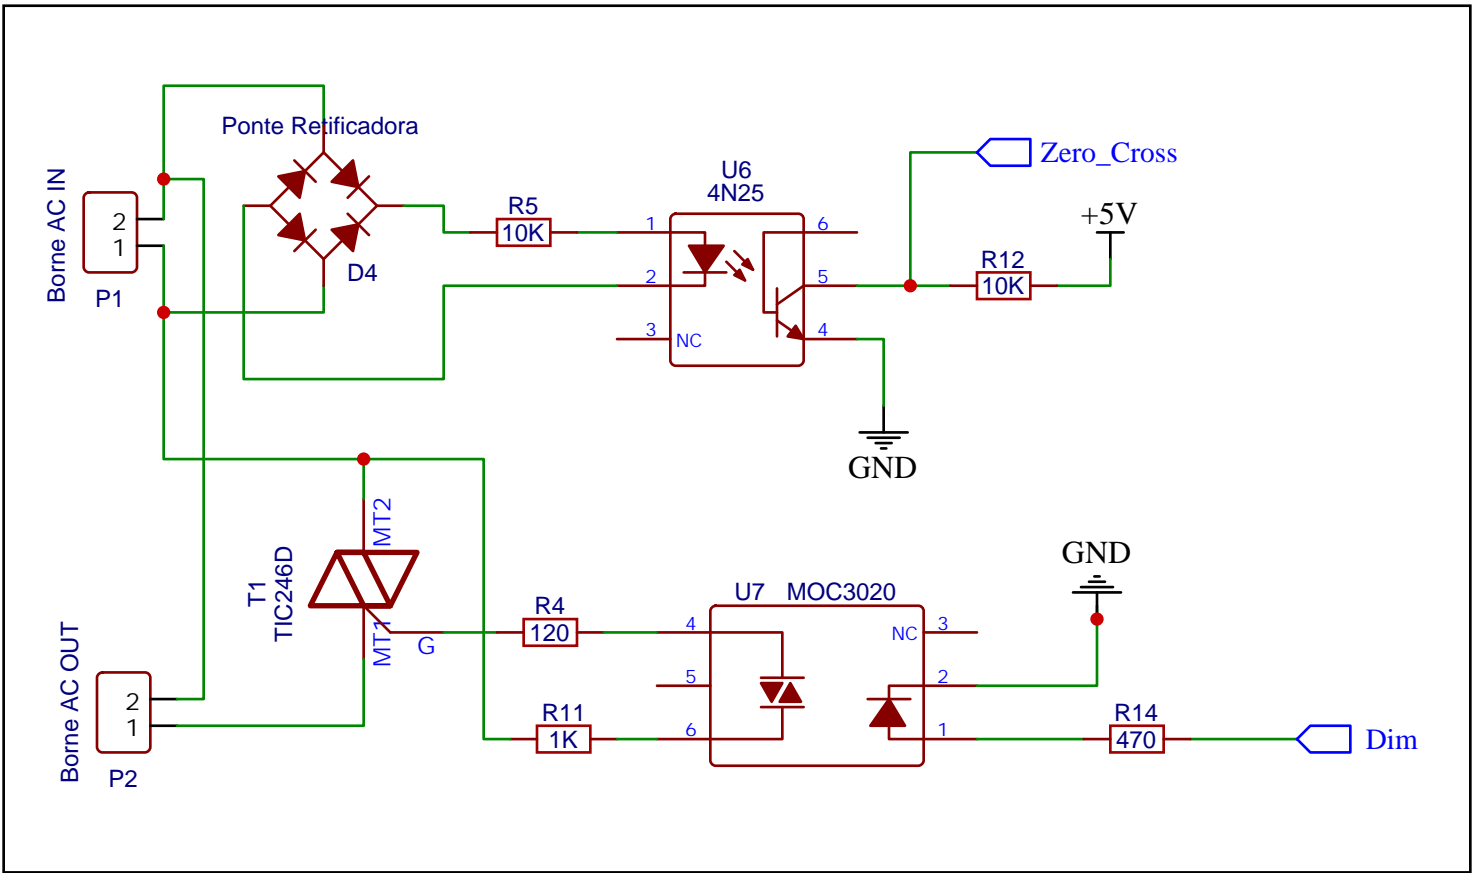 Ponte Retificadora
D4
Borne AC IN
2
1
P1
R5
10K
U6
4N25
1
2
3
NC
6
5
4
Zero_Cross
+5V
R12
10K
GND
T1
TIC246D
MT2
MT1
G
R4
120
R11
1K
U7 MOC3020
4
5
6
NC
3
2
1
GND
R14
470
Dim
Borne AC OUT
2
1
P2